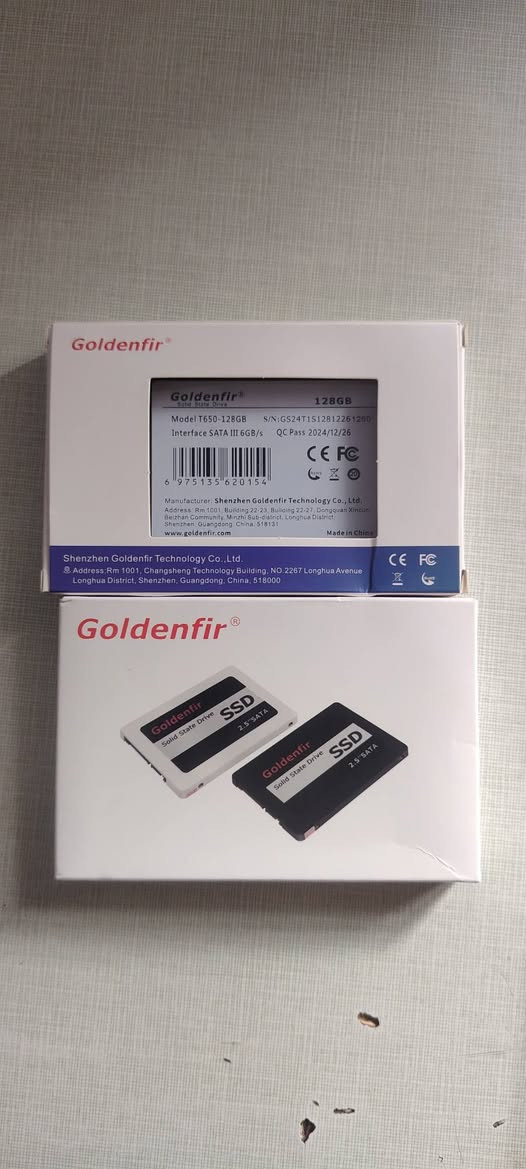 Goldenfir®
Goldenfir®
Solid State Drive
128GB
Model T650-128GB S/N:GS24T1S12812261260
Interface SATA III 6GB/s QC Pass 2024/12/26
CE FC
6 975135 620154
RoHS
Manufacturer: Shenzhen Goldenfir Technology Co., Ltd.
Address: Rm 1001, Building 22-23, Building 22-27, Dongquan Xincun
Beizhan Community, Minzhi Sub-district, Longhua District,
Shenzhen, Guangdong, China, 518131
www.goldenfir.com Made in China
Shenzhen Goldenfir Technology Co.,Ltd.
Address:Rm 1001, Changsheng Technology Building, NO.2267 Longhua Avenue
Longhua District, Shenzhen, Guangdong, China, 518000
CE FC
RoHS
Goldenfir®
Goldenfir
Solid State Drive
SSD
2.5"SATA
Goldenfir
Solid State Drive
SSD
2.5"SATA